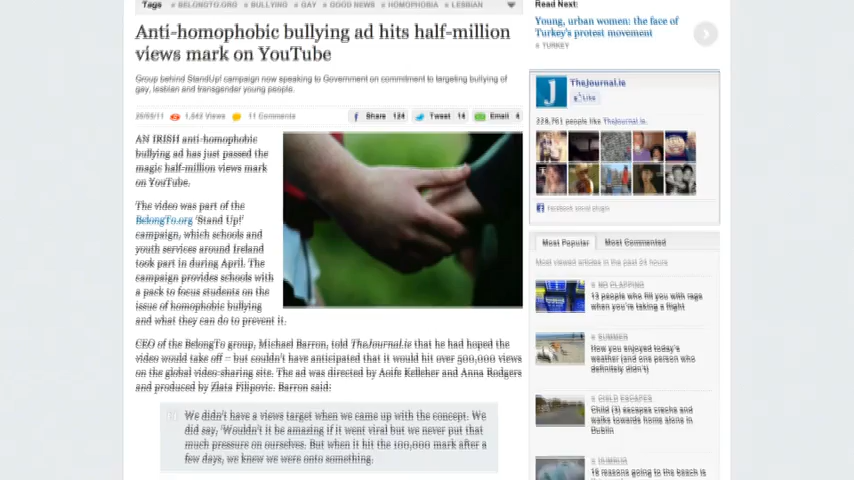 Tags # BELONGTO.ORG # BULLYING # GAY # GOOD NEWS # HOMOPHOBIA # LESBIAN
Anti-homophobic bullying ad hits half-million
views mark on YouTube
Group behind StandUp! campaign now speaking to Government on commitment to targeting bullying of
gay, lesbian and transgender young people.
1,543 Views 11 Comments Share 124 Tweet 14 Email 4
AN IRISH anti-homophobic
bullying ad has just passed the
magic half-million views mark
on YouTube.
The video was part of the
BelongTo.org 'Stand Up!'
campaign, which schools and
youth services around Ireland
took part in during April. The
campaign provides schools with
a pack to focus students on the
issue of homophobic bullying
and what they can do to prevent it.
CEO of the BelongTo group, Michael Barron, told TheJournal.ie that he had hoped the
video would take off – but couldn't have anticipated that it would hit over 500,000 views
on the global video-sharing site. The ad was directed by Aoife Kelleher and Anna Rodgers
and produced by Zlata Filipovic. Barron said:
We didn't have a views target when we came up with the concept. We
did say, 'Wouldn't it be amazing if it went viral but we never put that
much pressure on ourselves. But when it hit the 100,000 mark after a
few days, we knew we were onto something.
Read Next:
Young, urban women: the face of
Turkey's protest movement
# TURKEY
TheJournal.ie
Like
people like TheJournal.ie.
Facebook social plugin
Most Popular Most Commented
Most viewed articles in the past 24 hours
# NO CLAPPING
13 people who fill you with rage
when you're taking a flight
# SUMMER
How you enjoyed today's
weather (and one person who
definitely didn't)
# CHILD ESCAPES
Child (3) escapes creche and
walks towards home alone in
Dublin
reasons going to the beach is